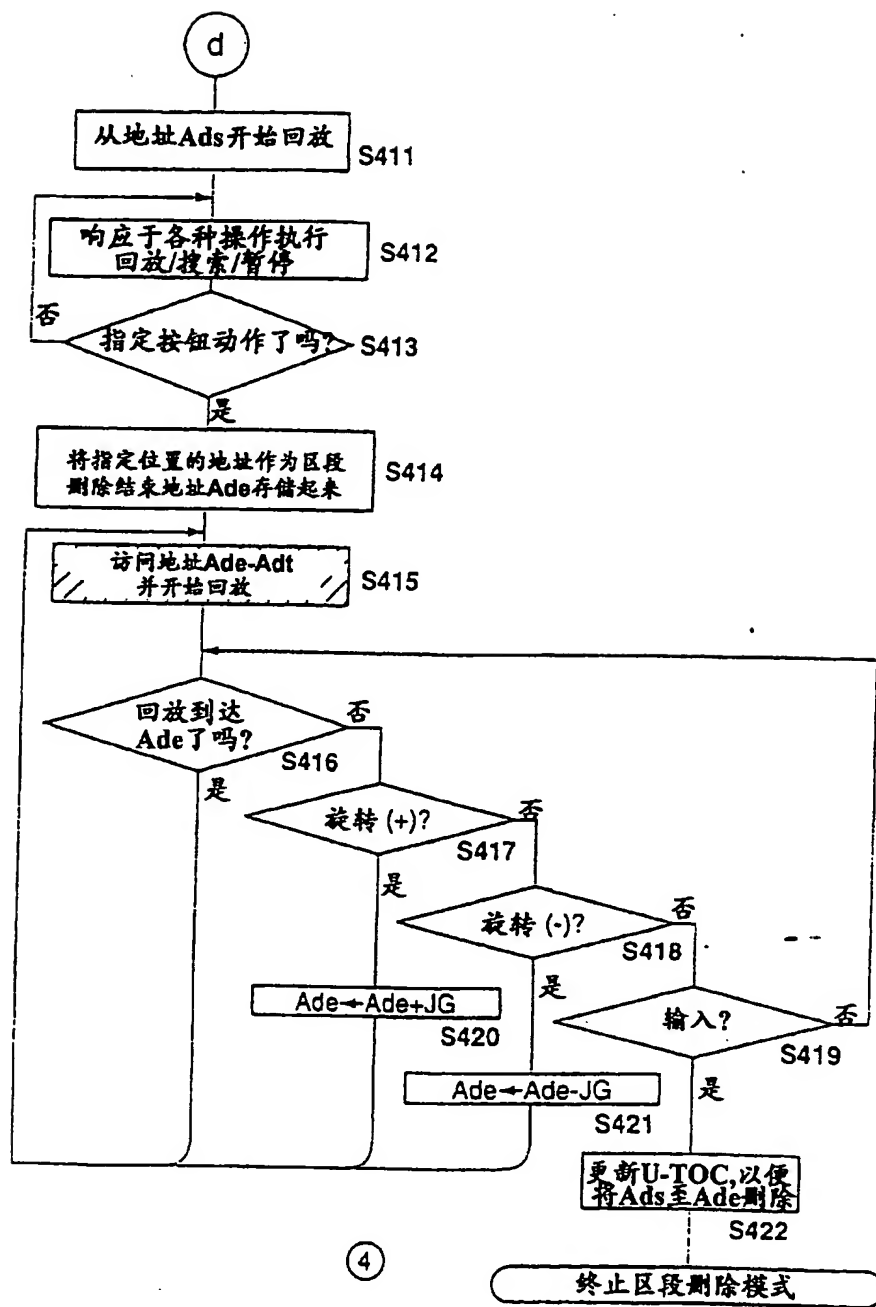 d
从地址Ads开始回放
S411
响应于各种操作执行
回放/搜索/暂停
S412
否
指定按钮动作了吗?
S413
是
将指定位置的地址作为区段
删除结束地址Ade存储起来
S414
访问地址Ade-Adt
并开始回放
S415
回放到达
Ade了吗?
否
S416
是
旋转 (+)?
否
S417
是
旋转 (-)?
否
S418
是
Ade←Ade+JG
S420
输入?
否
S419
Ade←Ade-JG
S421
是
更新U-TOC,以便
将Ads至Ade删除
S422
4
终止区段删除模式